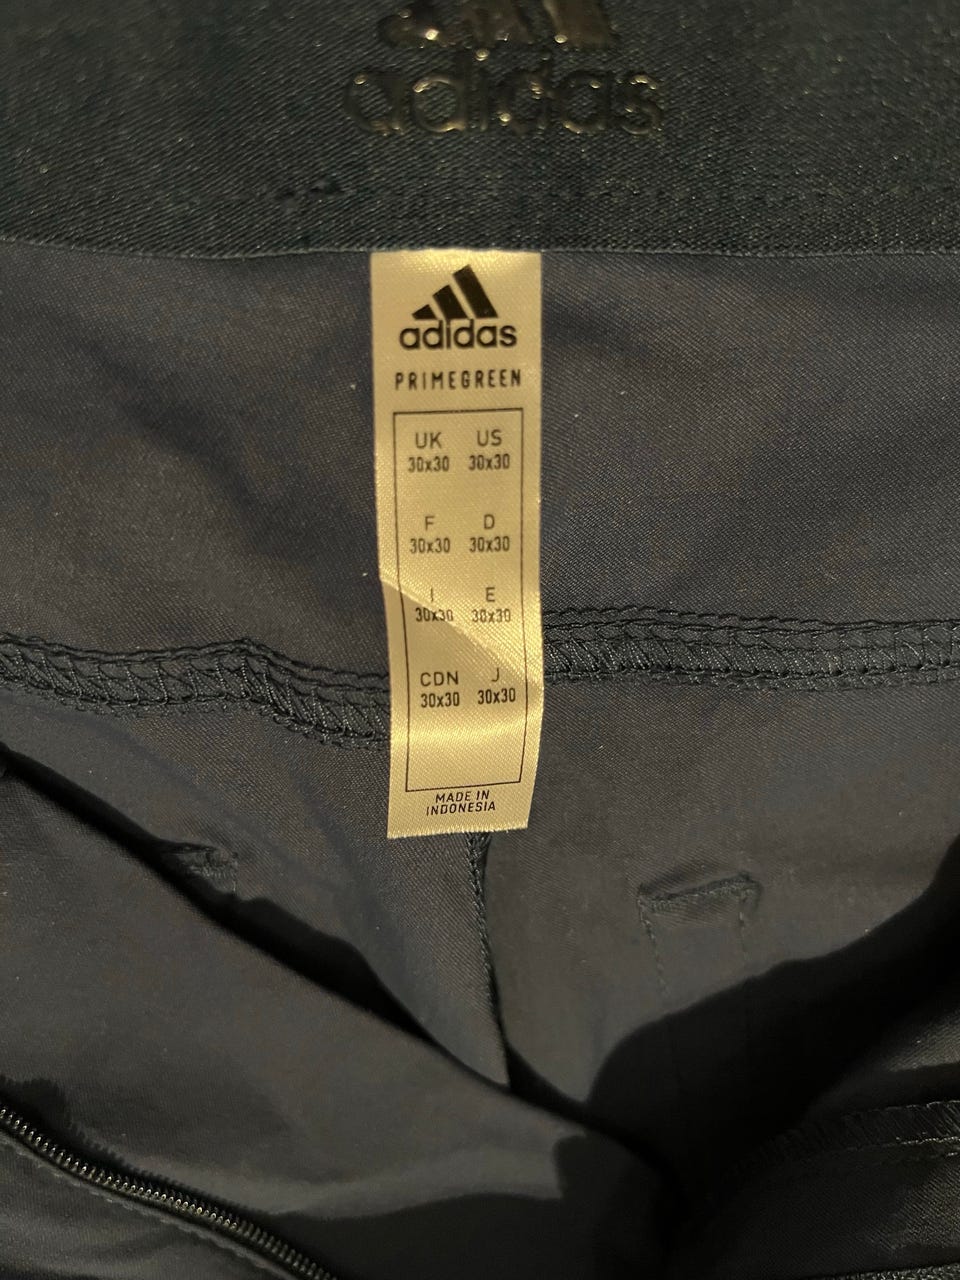 adidas
adidas
PRIMEGREEN
UK US
30x30 30x30
F D
30x30 30x30
I E
30x30 30x30
CDN J
30x30 30x30
MADE IN
INDONESIA